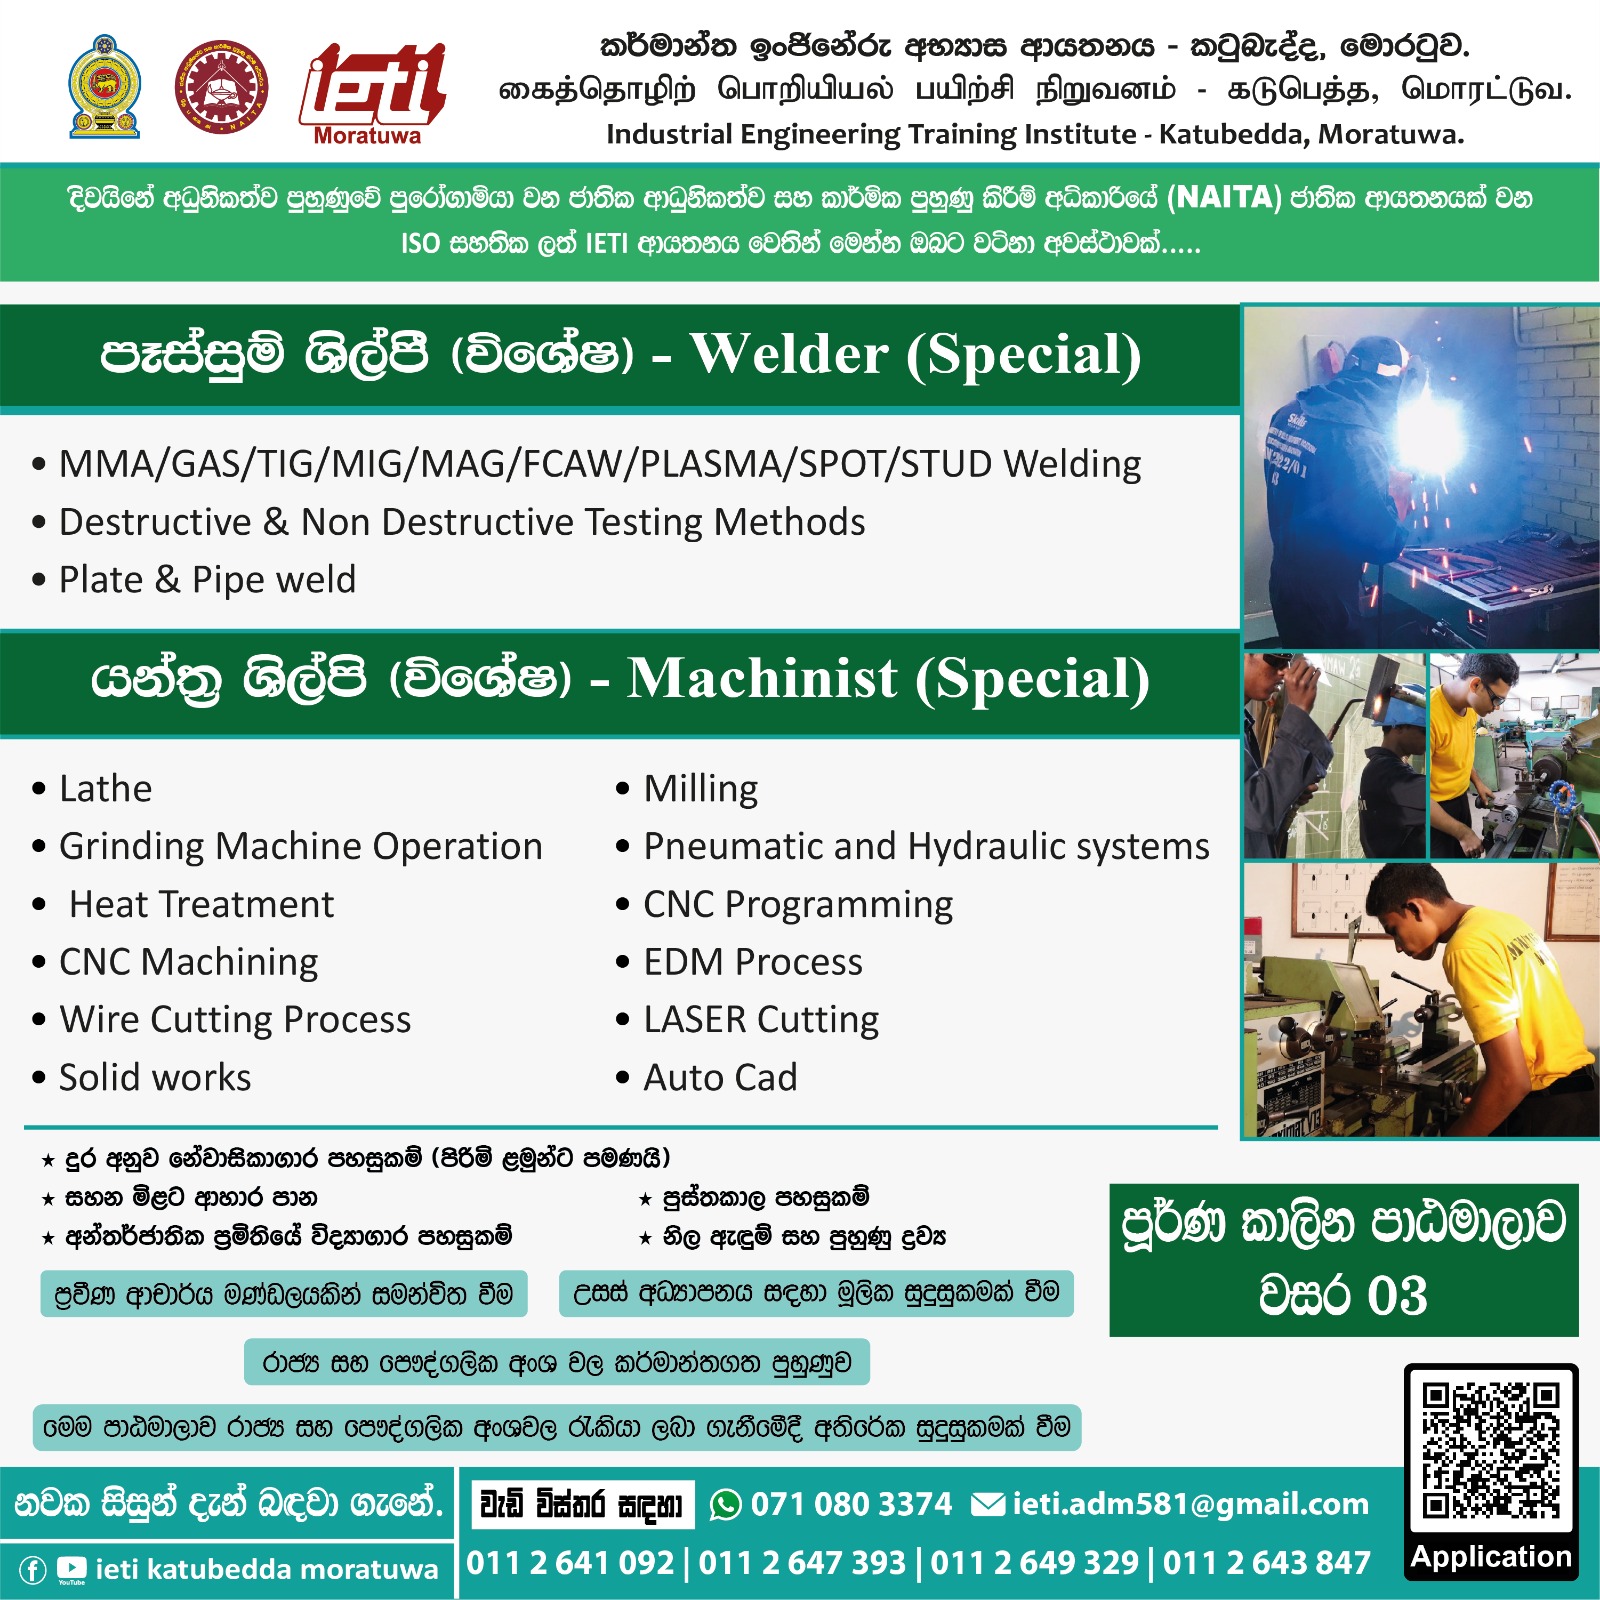 ieti
Moratuwa
කර්මාන්ත ඉංජිනේරු අභ්‍යාස ආයතනය - කටුබැද්ද, මොරටුව.
கைத்தொழிற் பொறியியல் பயிற்சி நிறுவனம் - கடுபெத்த, மொரட்டுவ.
Industrial Engineering Training Institute - Katubedda, Moratuwa.
දිවයිනේ අධුනිකත්ව පුහුණුවේ පුරෝගාමියා වන ජාතික ආධුනිකත්ව සහ කාර්මික පුහුණු කිරීම් අධිකාරියේ (NAITA) ජාතික ආයතනයක් වන
ISO සහතික ලත් IETI ආයතනය වෙතින් මෙන්න ඔබට වටිනා අවස්ථාවක්.....
පෑස්සුම් ශිල්පී (විශේෂ) - Welder (Special)
• MMA/GAS/TIG/MIG/MAG/FCAW/PLASMA/SPOT/STUD Welding
• Destructive & Non Destructive Testing Methods
• Plate & Pipe weld
යන්ත්‍ර ශිල්පි (විශේෂ) - Machinist (Special)
• Lathe
• Grinding Machine Operation
• Heat Treatment
• CNC Machining
• Wire Cutting Process
• Solid works
• Milling
• Pneumatic and Hydraulic systems
• CNC Programming
• EDM Process
• LASER Cutting
• Auto Cad
★ දුර අනුව නේවාසිකාගාර පහසුකම් (පිරිමි ළමුන්ට පමණයි)
★ සහන මිළට ආහාර පාන
★ පුස්තකාල පහසුකම්
★ අන්තර්ජාතික ප්‍රමිතියේ විද්‍යාගාර පහසුකම්
★ නිල ඇඳුම් සහ පුහුණු ද්‍රව්‍ය
ප්‍රවීණ ආචාර්ය මණ්ඩලයකින් සමන්විත වීම
උසස් අධ්‍යාපනය සඳහා මූලික සුදුසුකමක් වීම
රාජ්‍ය සහ පෞද්ගලික අංශ වල කර්මාන්තගත පුහුණුව
මෙම පාඨමාලාව රාජ්‍ය සහ පෞද්ගලික අංශවල රැකියා ලබා ගැනීමේදී අතිරේක සුදුසුකමක් වීම
පූර්ණ කාලීන පාඨමාලාව
වසර 03
නවක සිසුන් දැන් බඳවා ගැනේ.
ieti katubedda moratuwa
වැඩි විස්තර සඳහා
071 080 3374
ieti.adm581@gmail.com
011 2 641 092 | 011 2 647 393 | 011 2 649 329 | 011 2 643 847
Application